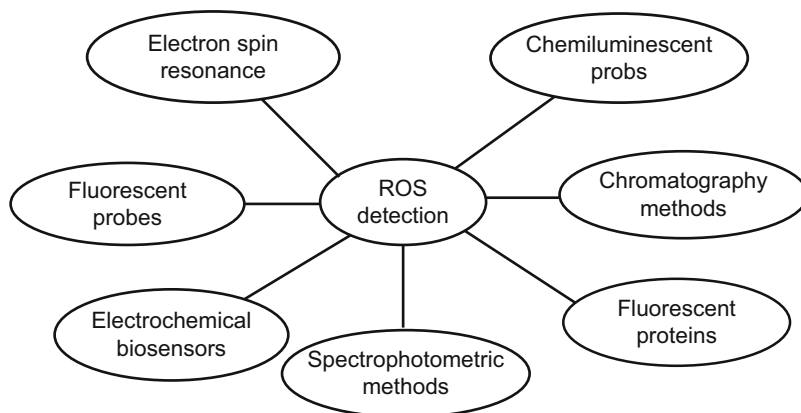 Electron spin
resonance
Chemiluminescent
probs
Fluorescent
probes
ROS
detection
Chromatography
methods
Electrochemical
biosensors
Spectrophotometric
methods
Fluorescent
proteins